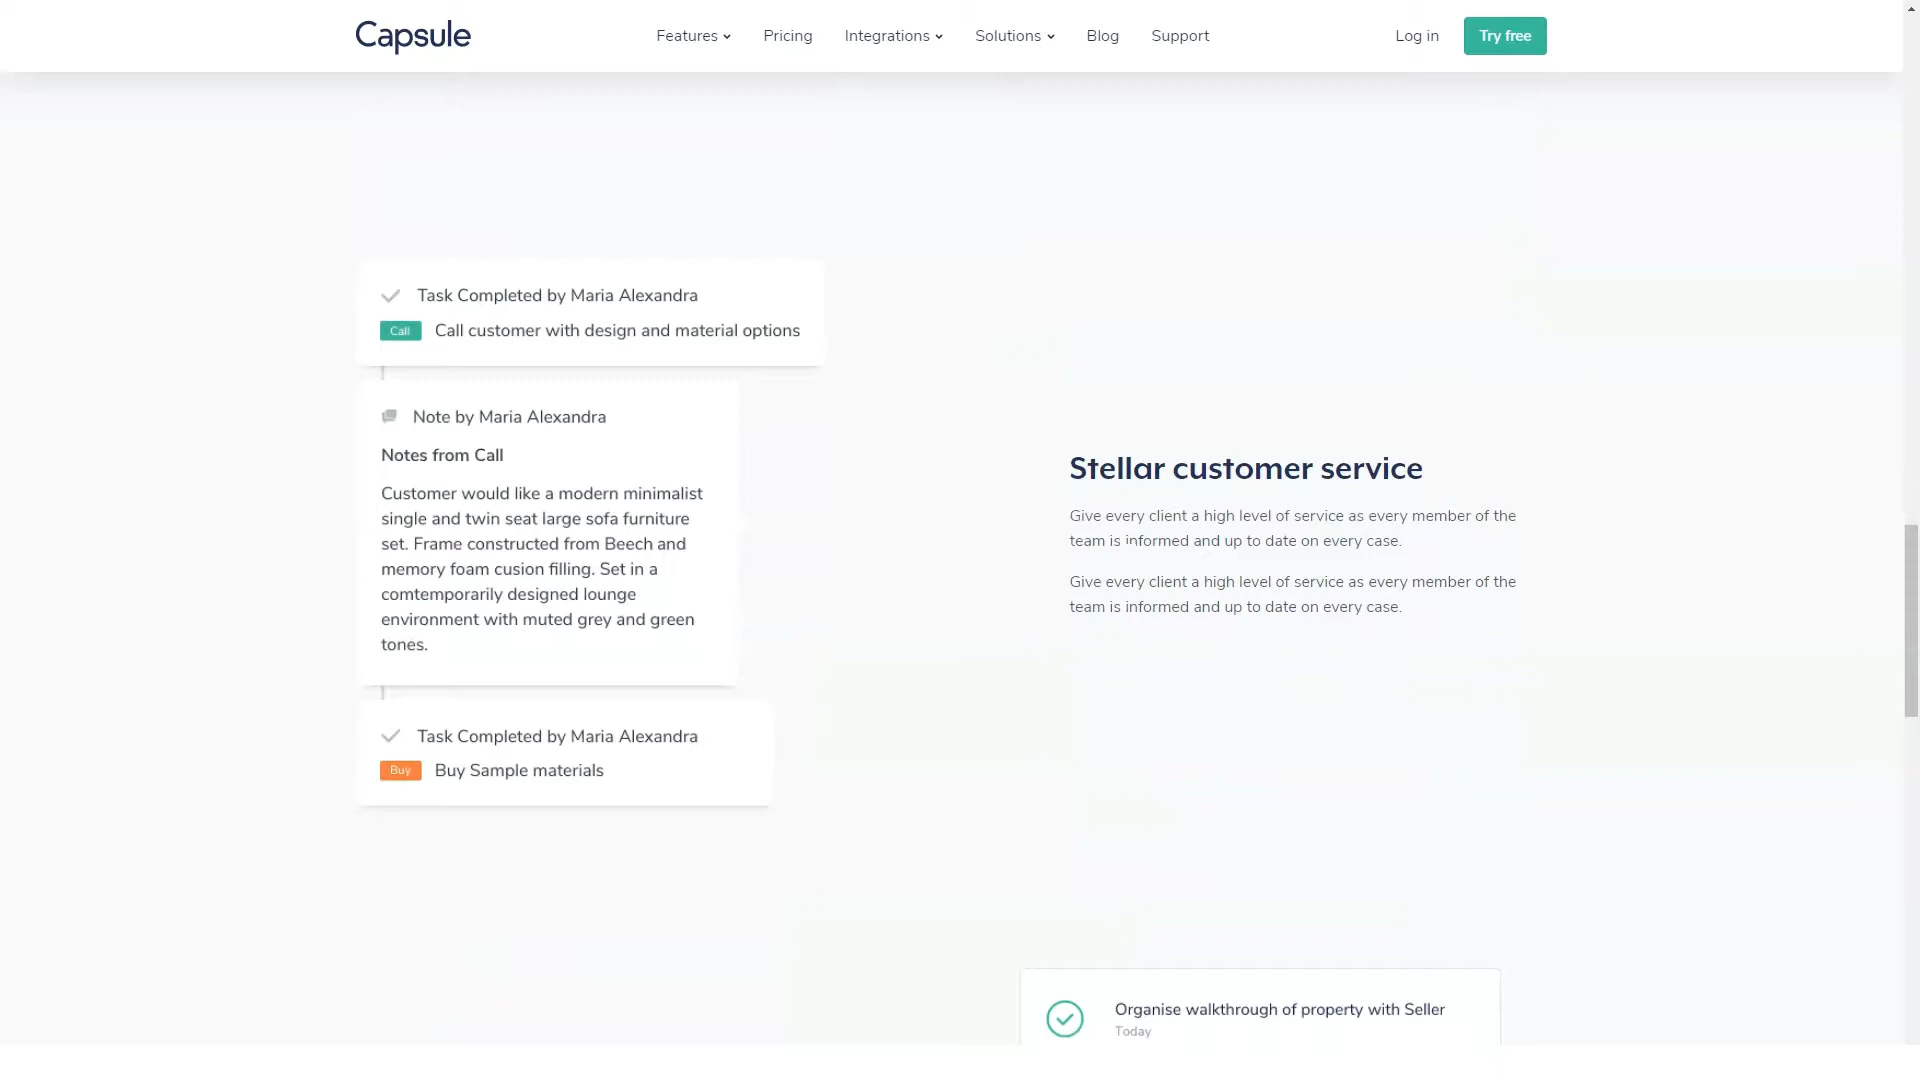 Capsule
Features
Pricing
Integrations
Solutions
Blog
Support
Log in
Try free
Task Completed by Maria Alexandra
Call
Call customer with design and material options
Note by Maria Alexandra
Notes from Call
Customer would like a modern minimalist
single and twin seat large sofa furniture
set. Frame constructed from Beech and
memory foam cusion filling. Set in a
comtemporarily designed lounge
environment with muted grey and green
tones.
Task Completed by Maria Alexandra
Buy
Buy Sample materials
Stellar customer service
Give every client a high level of service as every member of the
team is informed and up to date on every case.
Give every client a high level of service as every member of the
team is informed and up to date on every case.
Organise walkthrough of property with Seller
Today